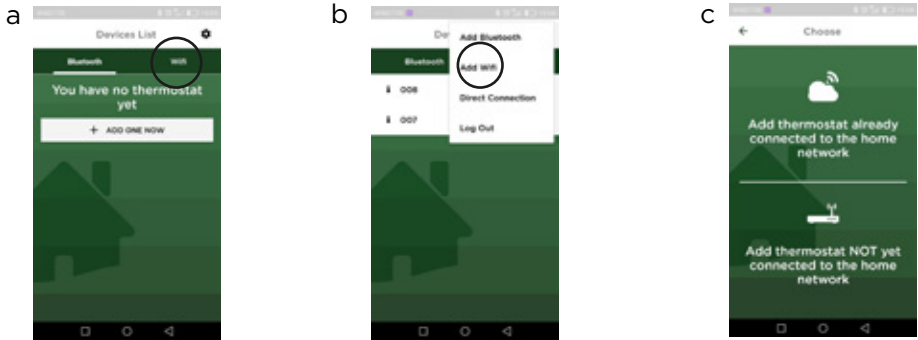 a
Devices List
Bluetooth Wifi
You have no thermostat
yet
+ ADD ONE NOW
b
De
Add Bluetooth
Bluetooth
Add Wifi
008
Direct Connection
007
Log Out
c
Choose
Add thermostat already
connected to the home
network
Add thermostat NOT yet
connected to the home
network